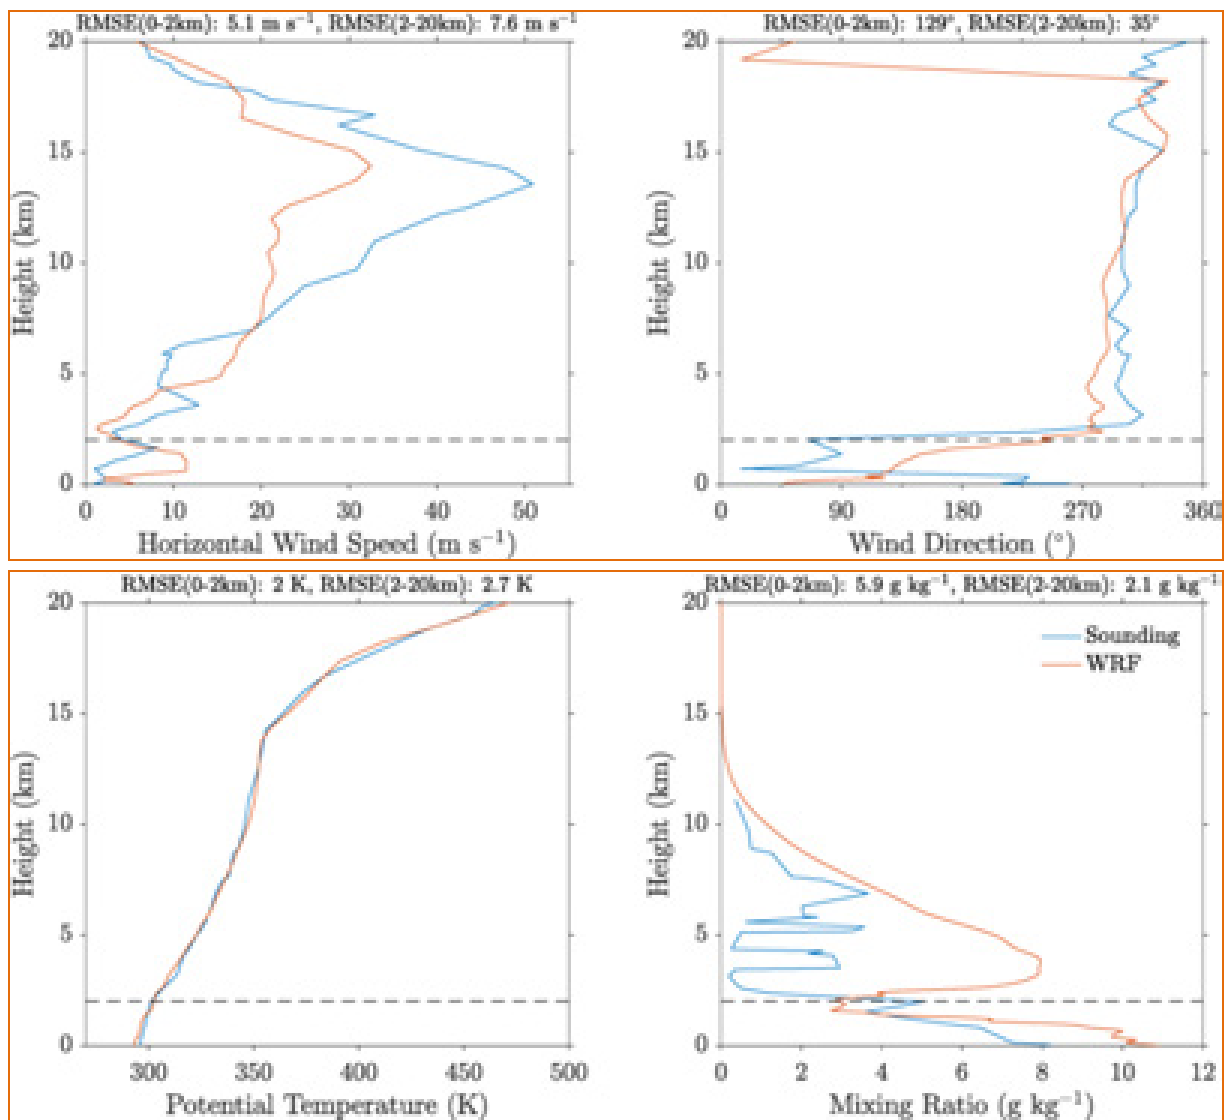 RMSE(0-2km): 5.1 m s⁻¹, RMSE(2-20km): 7.6 m s⁻¹
20
15
10
5
0
Height (km)
0 10 20 30 40 50
Horizontal Wind Speed (m s⁻¹)
RMSE(0-2km): 129°, RMSE(2-20km): 35°
20
15
10
5
0
Height (km)
0 90 180 270 360
Wind Direction (°)
RMSE(0-2km): 2 K, RMSE(2-20km): 2.7 K
20
15
10
5
0
Height (km)
300 350 400 450 500
Potential Temperature (K)
RMSE(0-2km): 5.9 g kg⁻¹, RMSE(2-20km): 2.1 g kg⁻¹
20
15
10
5
0
Height (km)
Sounding
WRF
0 2 4 6 8 10 12
Mixing Ratio (g kg⁻¹)